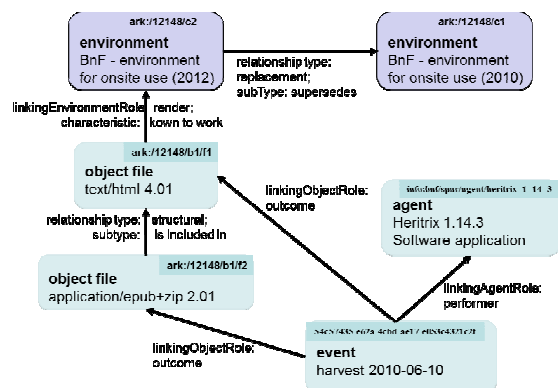 ark:/12148/c2
environment
BnF - environment
for onsite use (2012)
ark:/12148/c1
environment
BnF - environment
for onsite use (2010)
relationship type:
replacement;
subType: supersedes
linkingEnvironmentRole: render;
characteristic: kown to work
ark:/12148/b1/f1
object file
text/html 4.01
linkingObjectRole:
outcome
agent
Heritrix 1.14.3
Software application
relationship type: structural;
subtype: is included in
ark:/12148/b1/f2
object file
application/epub+zip 2.01
linkingAgentRole:
performer
linkingObjectRole:
outcome
event
harvest 2010-06-10